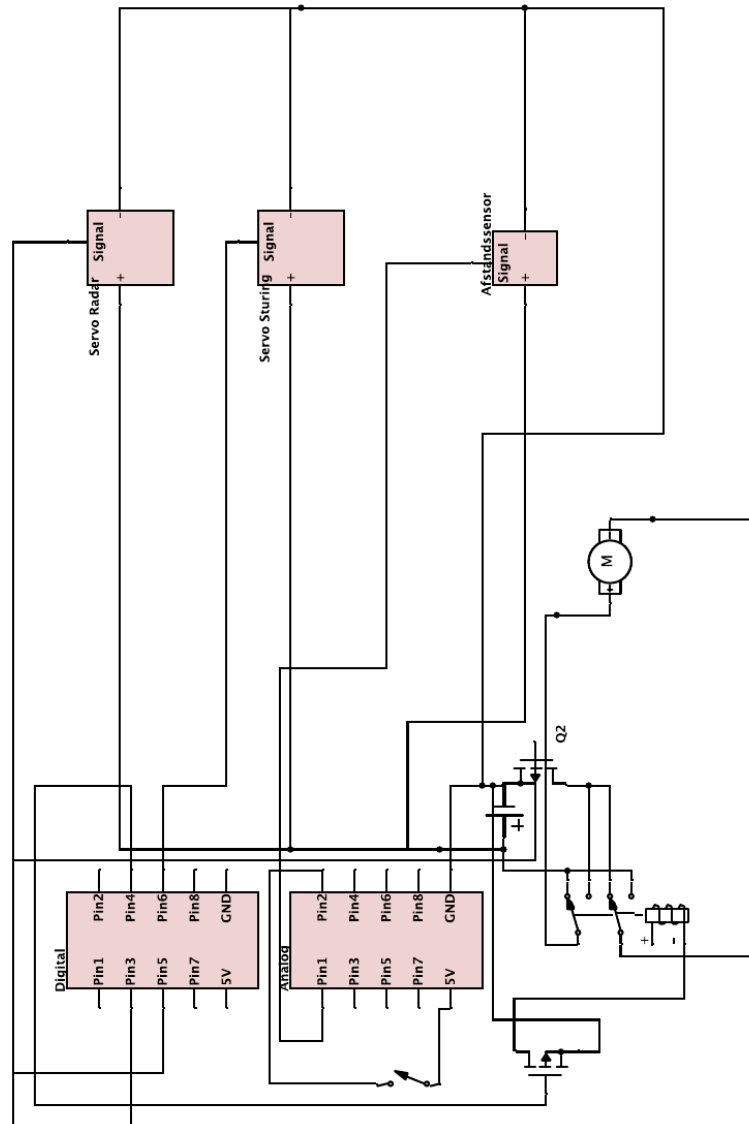 Servo Radar
Signal
-
+
Servo Sturing
Signal
-
+
Afstandssensor
Signal
-
+
M
+
Q2
+
Digital
Pin2
Pin4
Pin6
Pin8
GND
Pin1
Pin3
Pin5
Pin7
5V
Analog
Pin2
Pin4
Pin6
Pin8
GND
Pin1
Pin3
Pin5
Pin7
5V
+
-